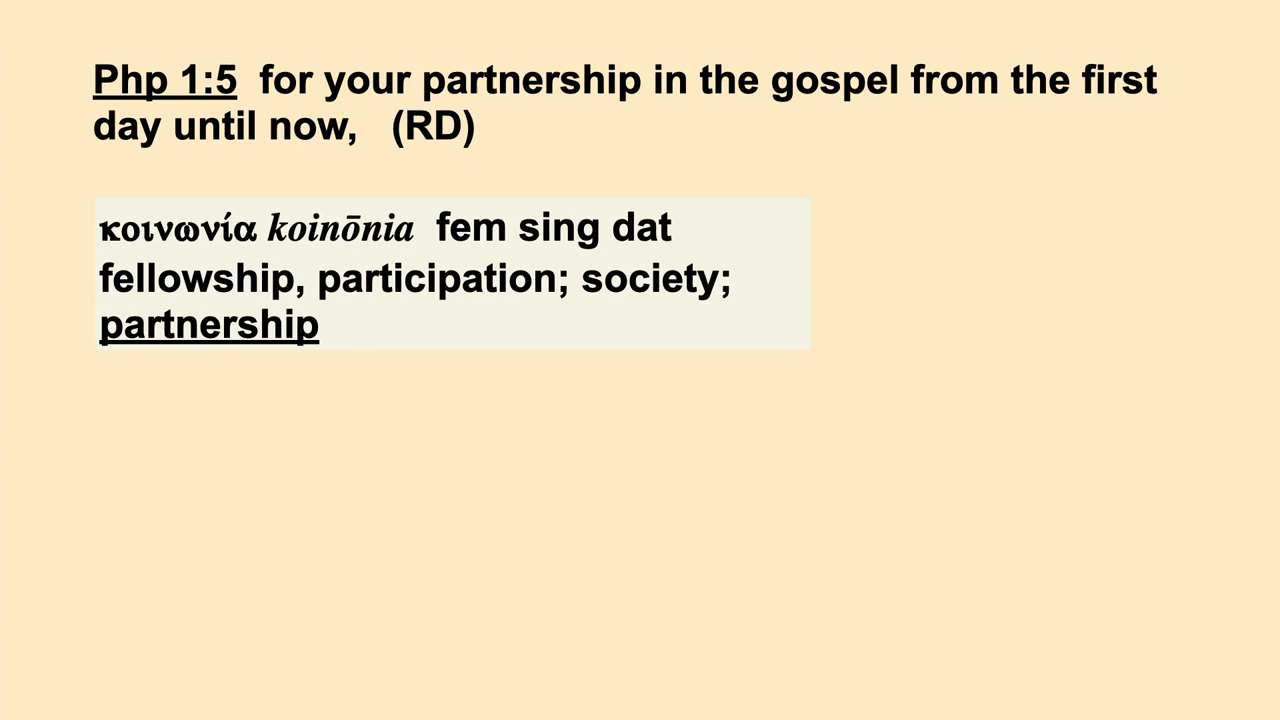 Php 1:5  for your partnership in the gospel from the first
day until now,   (RD)
κοινωνία koinōnia  fem sing dat
fellowship, participation; society;
partnership